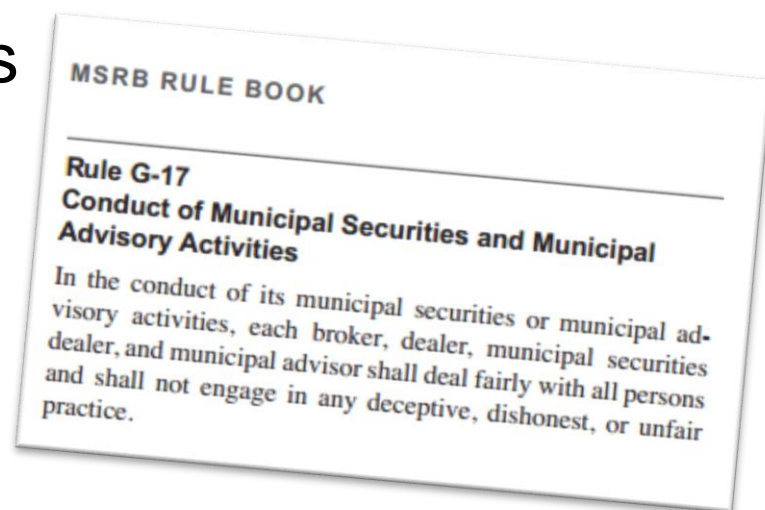 s
MSRB RULE BOOK
Rule G-17
Conduct of Municipal Securities and Municipal
Advisory Activities
In the conduct of its municipal securities or municipal ad-
visory activities, each broker, dealer, municipal securities
dealer, and municipal advisor shall deal fairly with all persons
and shall not engage in any deceptive, dishonest, or unfair
practice.